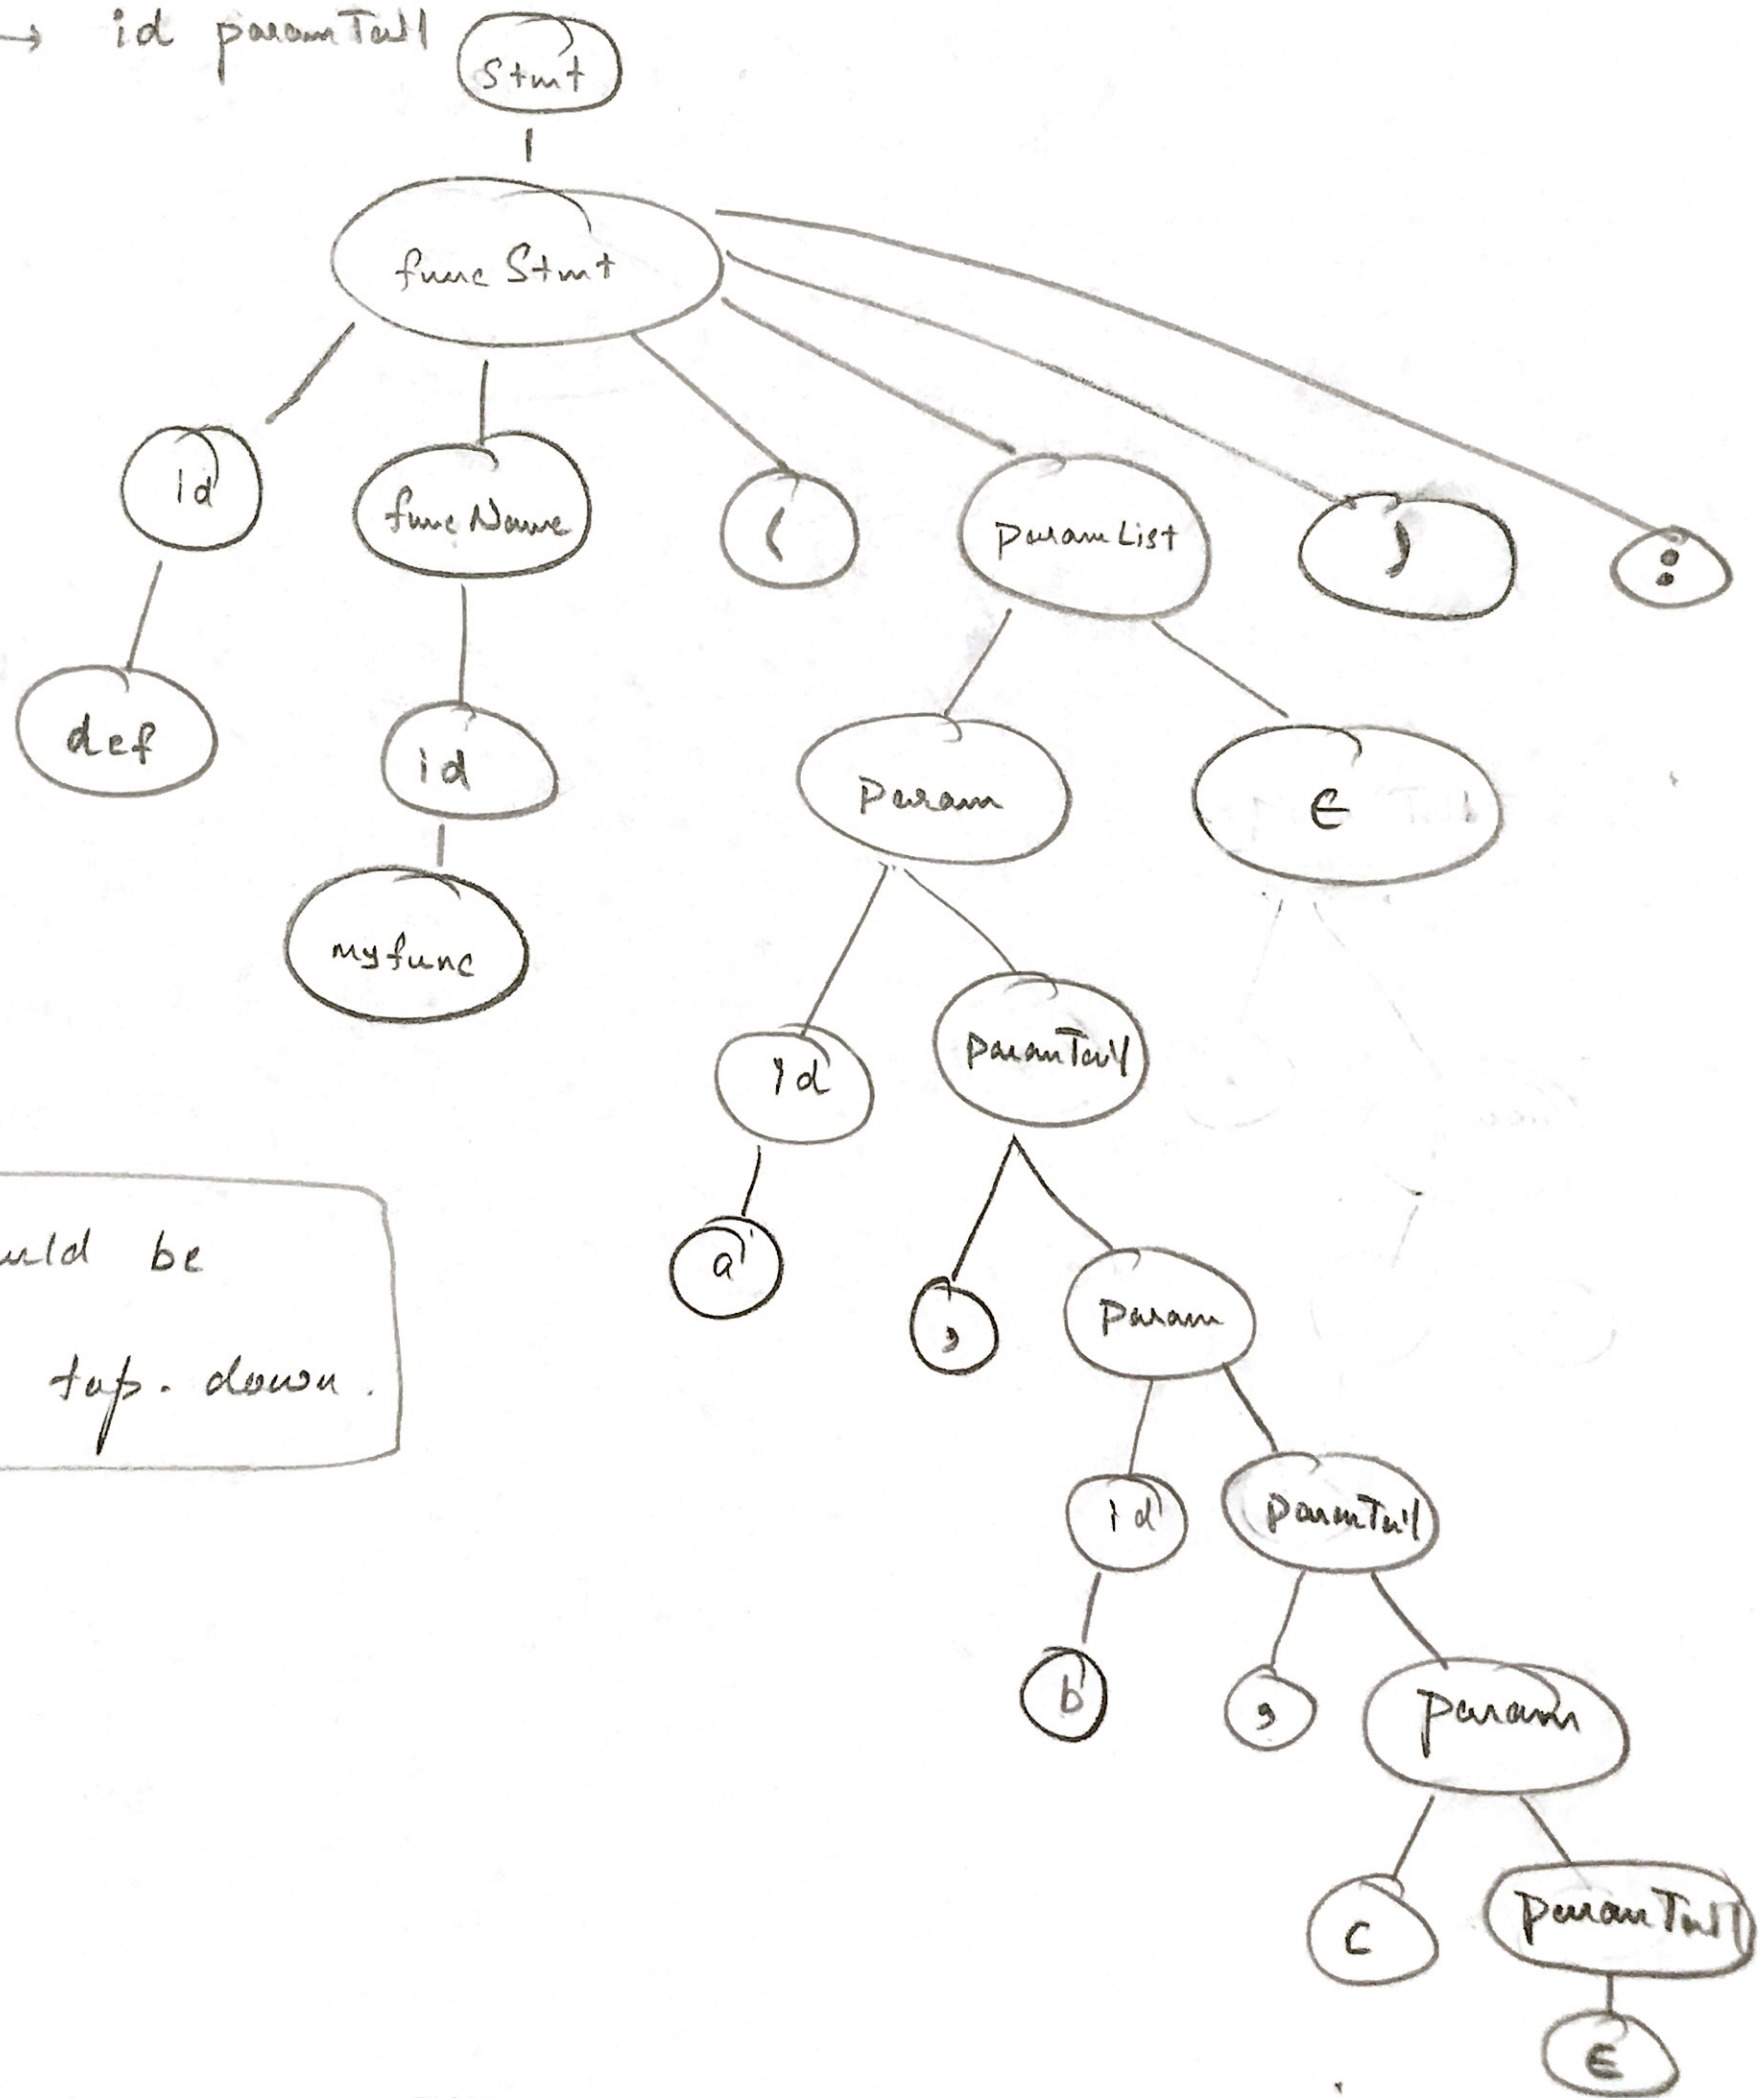 → id paramTail
Stmt
funcStmt
id funcName ( paramList ) :
def id param ε
myfunc
id paramTail
a , param
be
top-down.
id paramTail
b , param
c paramTail
ε